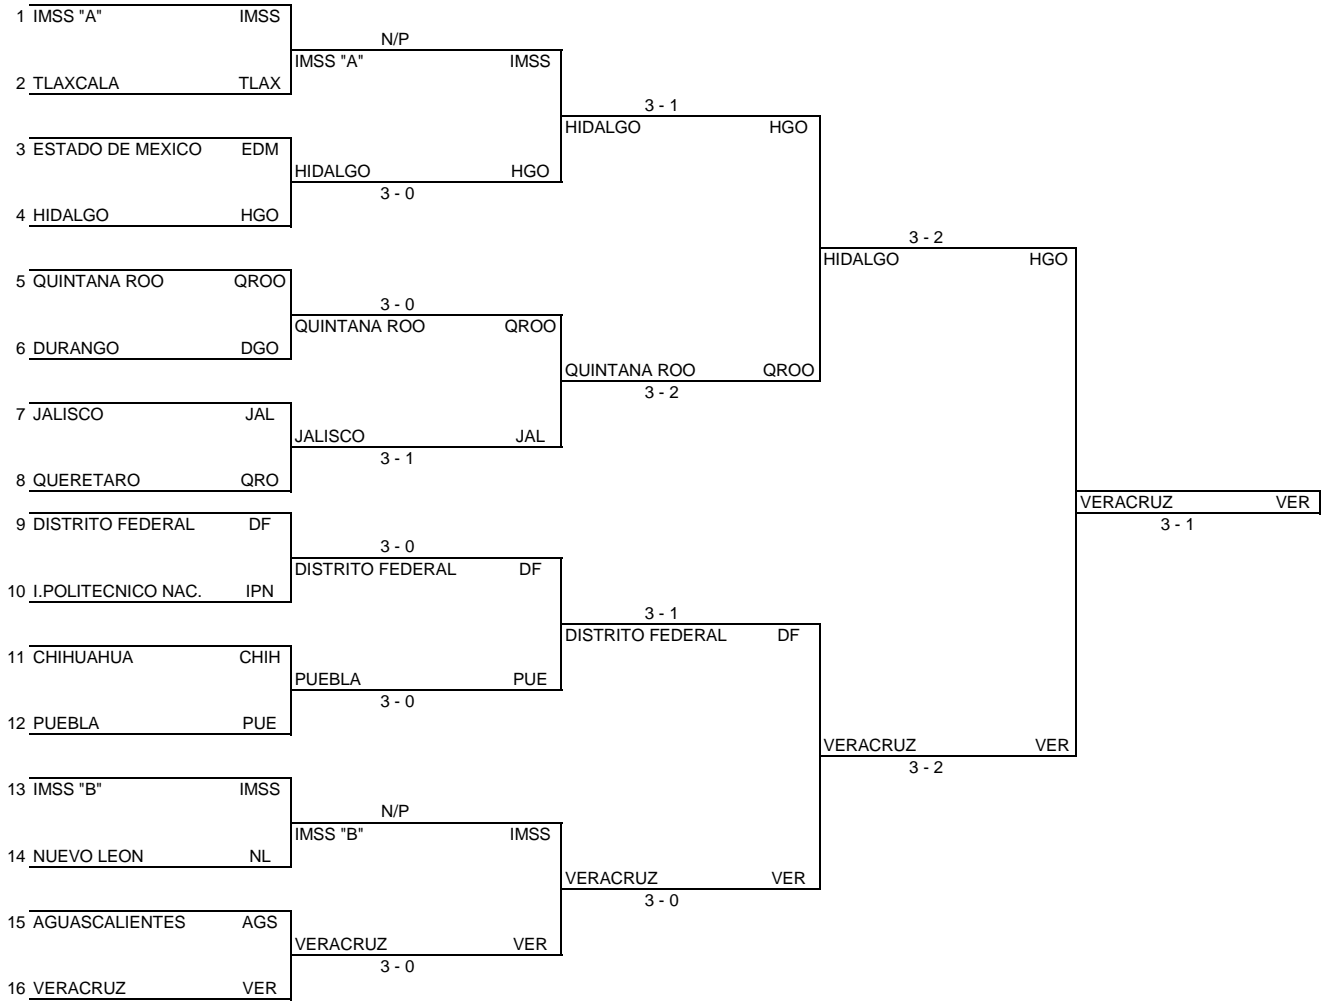 1 IMSS "A" IMSS
N/P
IMSS "A" IMSS
2 TLAXCALA TLAX
3 - 1
HIDALGO HGO
3 ESTADO DE MEXICO EDM
HIDALGO HGO
3 - 0
4 HIDALGO HGO
3 - 2
HIDALGO HGO
5 QUINTANA ROO QROO
3 - 0
QUINTANA ROO QROO
6 DURANGO DGO
QUINTANA ROO QROO
3 - 2
7 JALISCO JAL
JALISCO JAL
3 - 1
8 QUERETARO QRO
VERACRUZ VER
3 - 1
9 DISTRITO FEDERAL DF
3 - 0
DISTRITO FEDERAL DF
10 I.POLITECNICO NAC. IPN
3 - 1
DISTRITO FEDERAL DF
11 CHIHUAHUA CHIH
PUEBLA PUE
3 - 0
12 PUEBLA PUE
VERACRUZ VER
3 - 2
13 IMSS "B" IMSS
N/P
IMSS "B" IMSS
14 NUEVO LEON NL
VERACRUZ VER
3 - 0
15 AGUASCALIENTES AGS
VERACRUZ VER
3 - 0
16 VERACRUZ VER